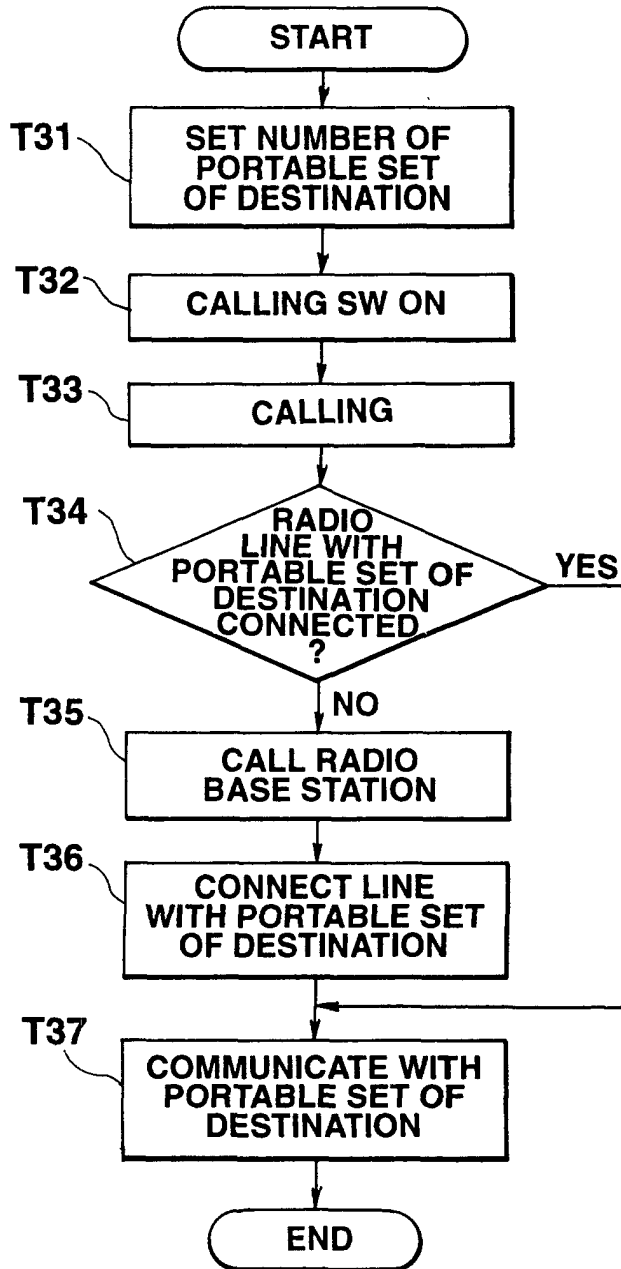 START
T31
SET NUMBER OF
PORTABLE SET
OF DESTINATION
T32
CALLING SW ON
T33
CALLING
T34
RADIO
LINE WITH
PORTABLE SET OF
DESTINATION
CONNECTED
?
YES
NO
T35
CALL RADIO
BASE STATION
T36
CONNECT LINE
WITH PORTABLE SET
OF DESTINATION
T37
COMMUNICATE WITH
PORTABLE SET OF
DESTINATION
END